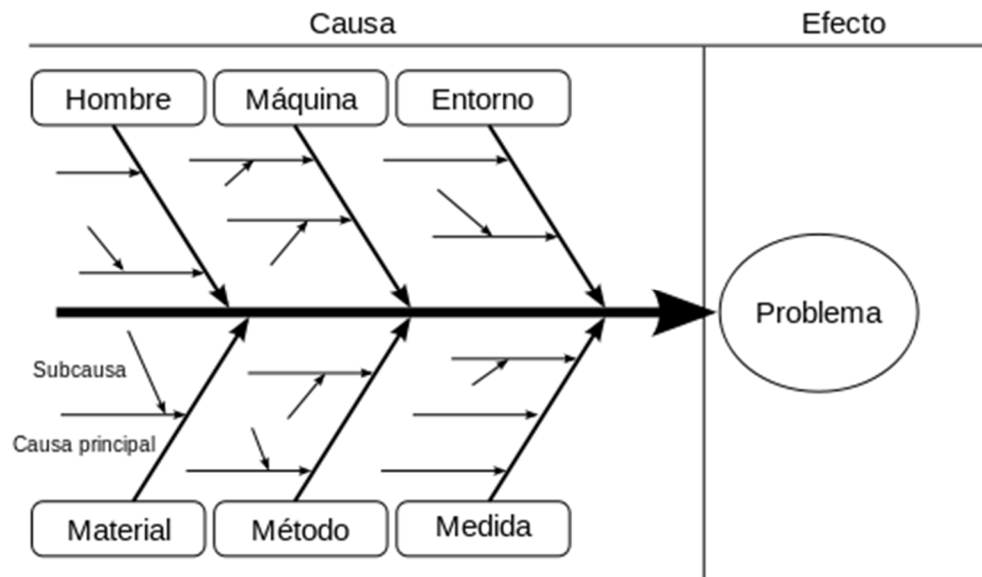 Causa
Efecto
Hombre
Máquina
Entorno
Problema
Subcausa
Causa principal
Material
Método
Medida